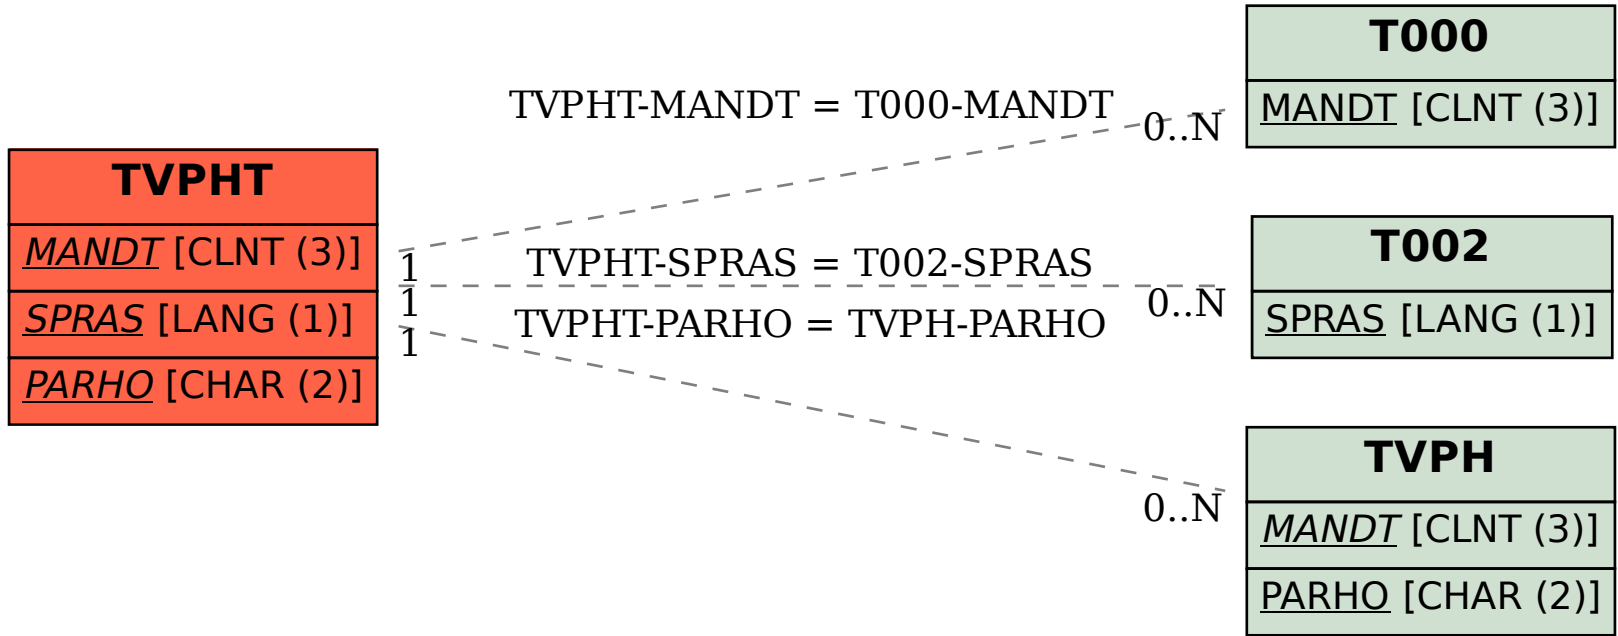 TVPHT
MANDT [CLNT (3)]
SPRAS [LANG (1)]
PARHO [CHAR (2)]
TVPHT-MANDT = T000-MANDT
1
0..N
TVPHT-SPRAS = T002-SPRAS
1
0..N
TVPHT-PARHO = TVPH-PARHO
1
0..N
T000
MANDT [CLNT (3)]
T002
SPRAS [LANG (1)]
TVPH
MANDT [CLNT (3)]
PARHO [CHAR (2)]